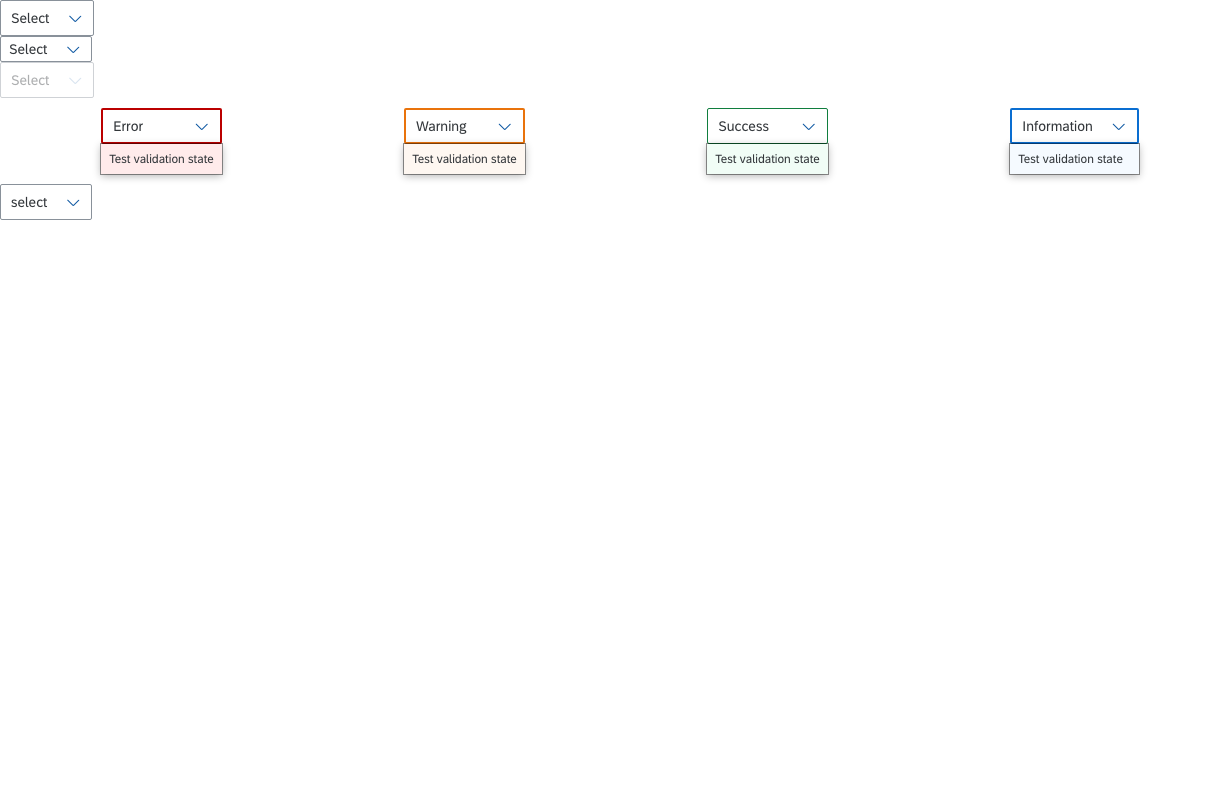 Select
Select
Select
Error
Warning
Success
Information
Test validation state
Test validation state
Test validation state
Test validation state
select